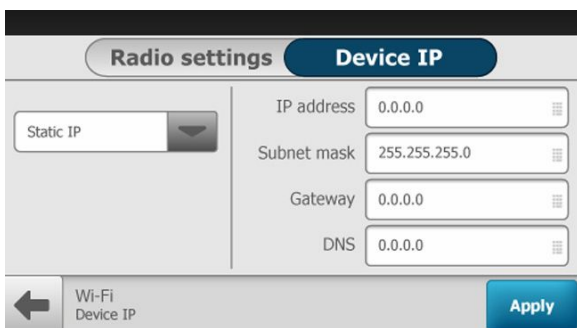 Radio settings
Device IP
Static IP
IP address 0.0.0.0
Subnet mask 255.255.255.0
Gateway 0.0.0.0
DNS 0.0.0.0
Wi-Fi
Device IP
Apply